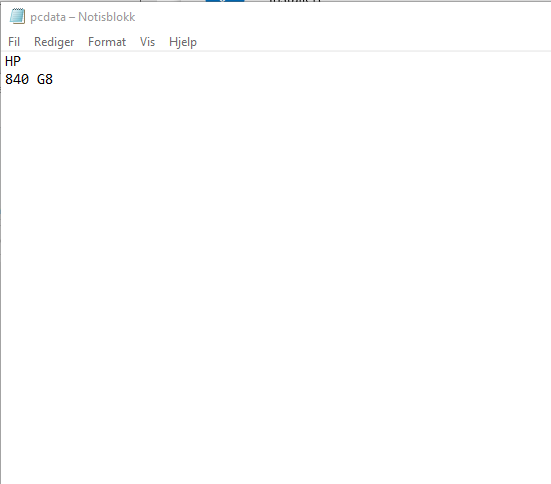 pcdata – Notisblokk
Fil Rediger Format Vis Hjelp
HP
840 G8